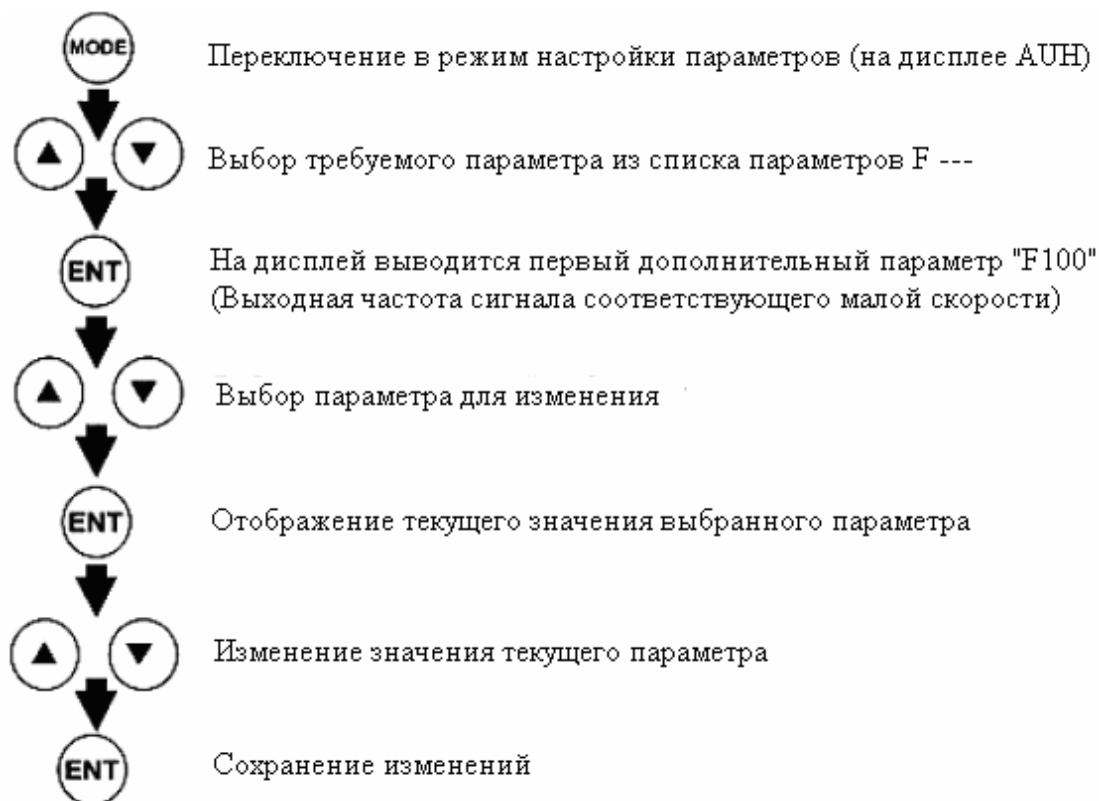 MODE
Переключение в режим настройки параметров (на дисплее AUH)
Выбор требуемого параметра из списка параметров F ---
ENT
На дисплей выводится первый дополнительный параметр "F100"
(Выходная частота сигнала соответствующего малой скорости)
Выбор параметра для изменения
ENT
Отображение текущего значения выбранного параметра
Изменение значения текущего параметра
ENT
Сохранение изменений